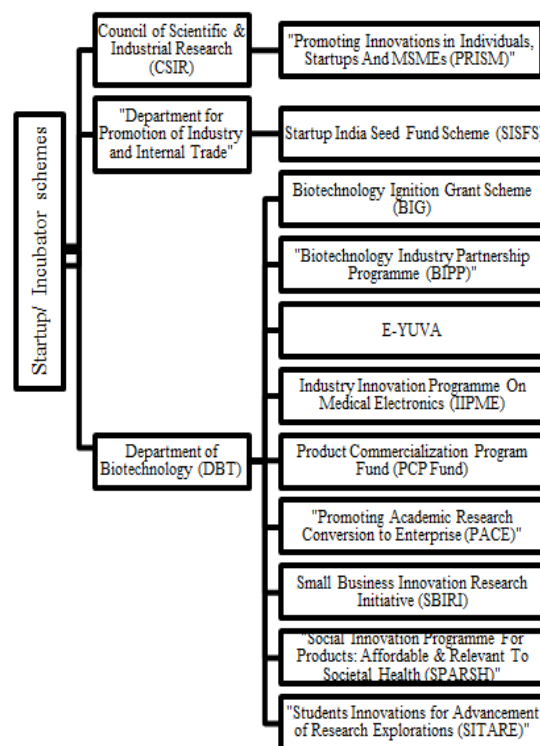 Startup/ Incubator schemes
Council of Scientific &
Industrial Research
(CSIR)
"Promoting Innovations in Individuals,
Startups And MSMEs (PRISM)"
"Department for
Promotion of Industry
and Internal Trade"
Startup India Seed Fund Scheme (SISFS)
Department of
Biotechnology (DBT)
Biotechnology Ignition Grant Scheme
(BIG)
"Biotechnology Industry Partnership
Programme (BIPP)"
E-YUVA
Industry Innovation Programme On
Medical Electronics (IIPME)
Product Commercialization Program
Fund (PCP Fund)
"Promoting Academic Research
Conversion to Enterprise (PACE)"
Small Business Innovation Research
Initiative (SBIRI)
"Social Innovation Programme For
Products: Affordable & Relevant To
Societal Health (SPARSH)"
"Students Innovations for Advancement
of Research Explorations (SITARE)"